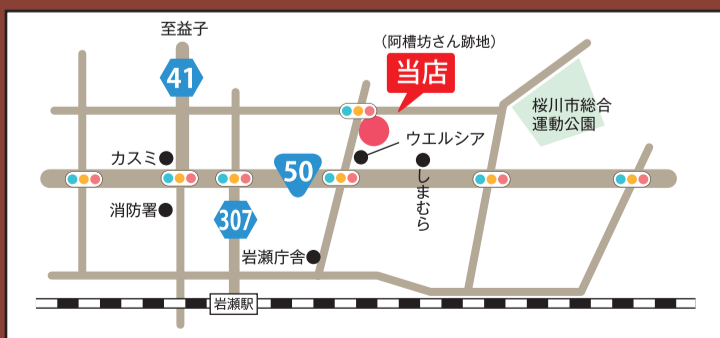 至益子
41
(阿槽坊さん跡地)
当店
桜川市総合
運動公園
ウエルシア
カスミ
50
しまむら
消防署
307
岩瀬庁舎
岩瀬駅